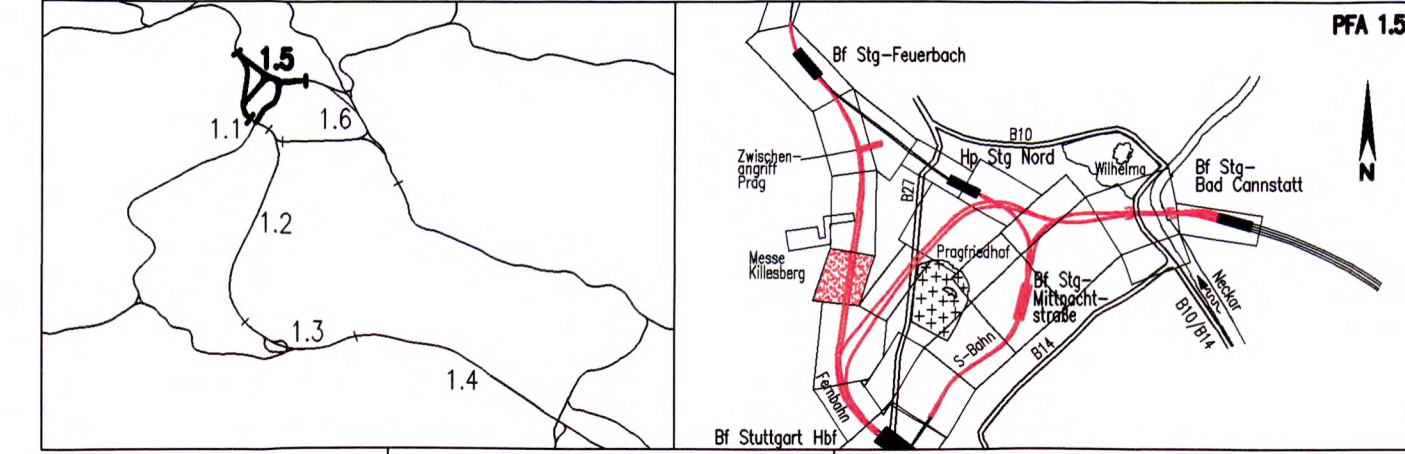 1.5
1.1
1.6
1.2
1.3
1.4
PFA 1.5
Bf Stg-Feuerbach
B10
Hp Stg Nord
Wilhelma
Bf Stg-
Bad Cannstatt
Zwischen-
angriff
Prag
B27
Messe
Killesberg
Pragfriedhof
Bf Stg-
Mittnacht-
straße
Neckar
B10/B14
S-Bahn
B14
Fernbahn
Bf Stuttgart Hbf
N